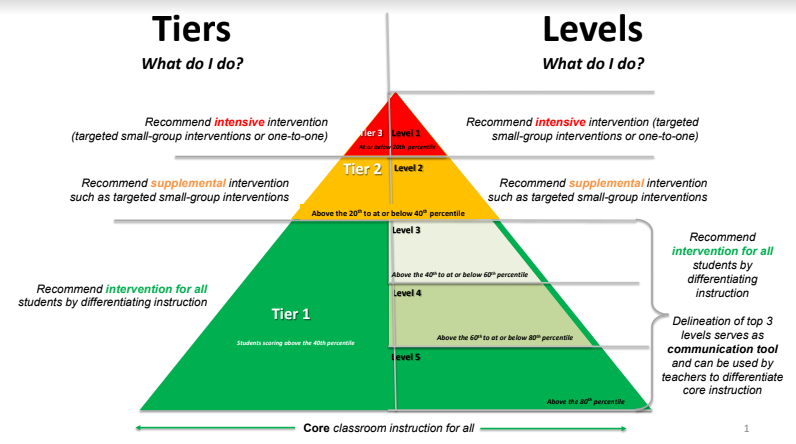 Tiers
What do I do?
Levels
What do I do?
Recommend intensive intervention
(targeted small-group interventions or one-to-one)
Tier 3
Level 1
At or below 20th percentile
Recommend intensive intervention (targeted
small-group interventions or one-to-one)
Recommend supplemental intervention
such as targeted small-group interventions
Tier 2
Level 2
Above the 20th to at or below 40th percentile
Recommend supplemental intervention
such as targeted small-group interventions
Recommend intervention for all
students by differentiating instruction
Tier 1
Students scoring above the 40th percentile
Level 3
Above the 40th to at or below 60th percentile
Level 4
Above the 60th to at or below 80th percentile
Level 5
Above the 80th percentile
Recommend
intervention for all
students by
differentiating
instruction
Delineation of top 3
levels serves as
communication tool
and can be used by
teachers to differentiate
core instruction
Core classroom instruction for all
1